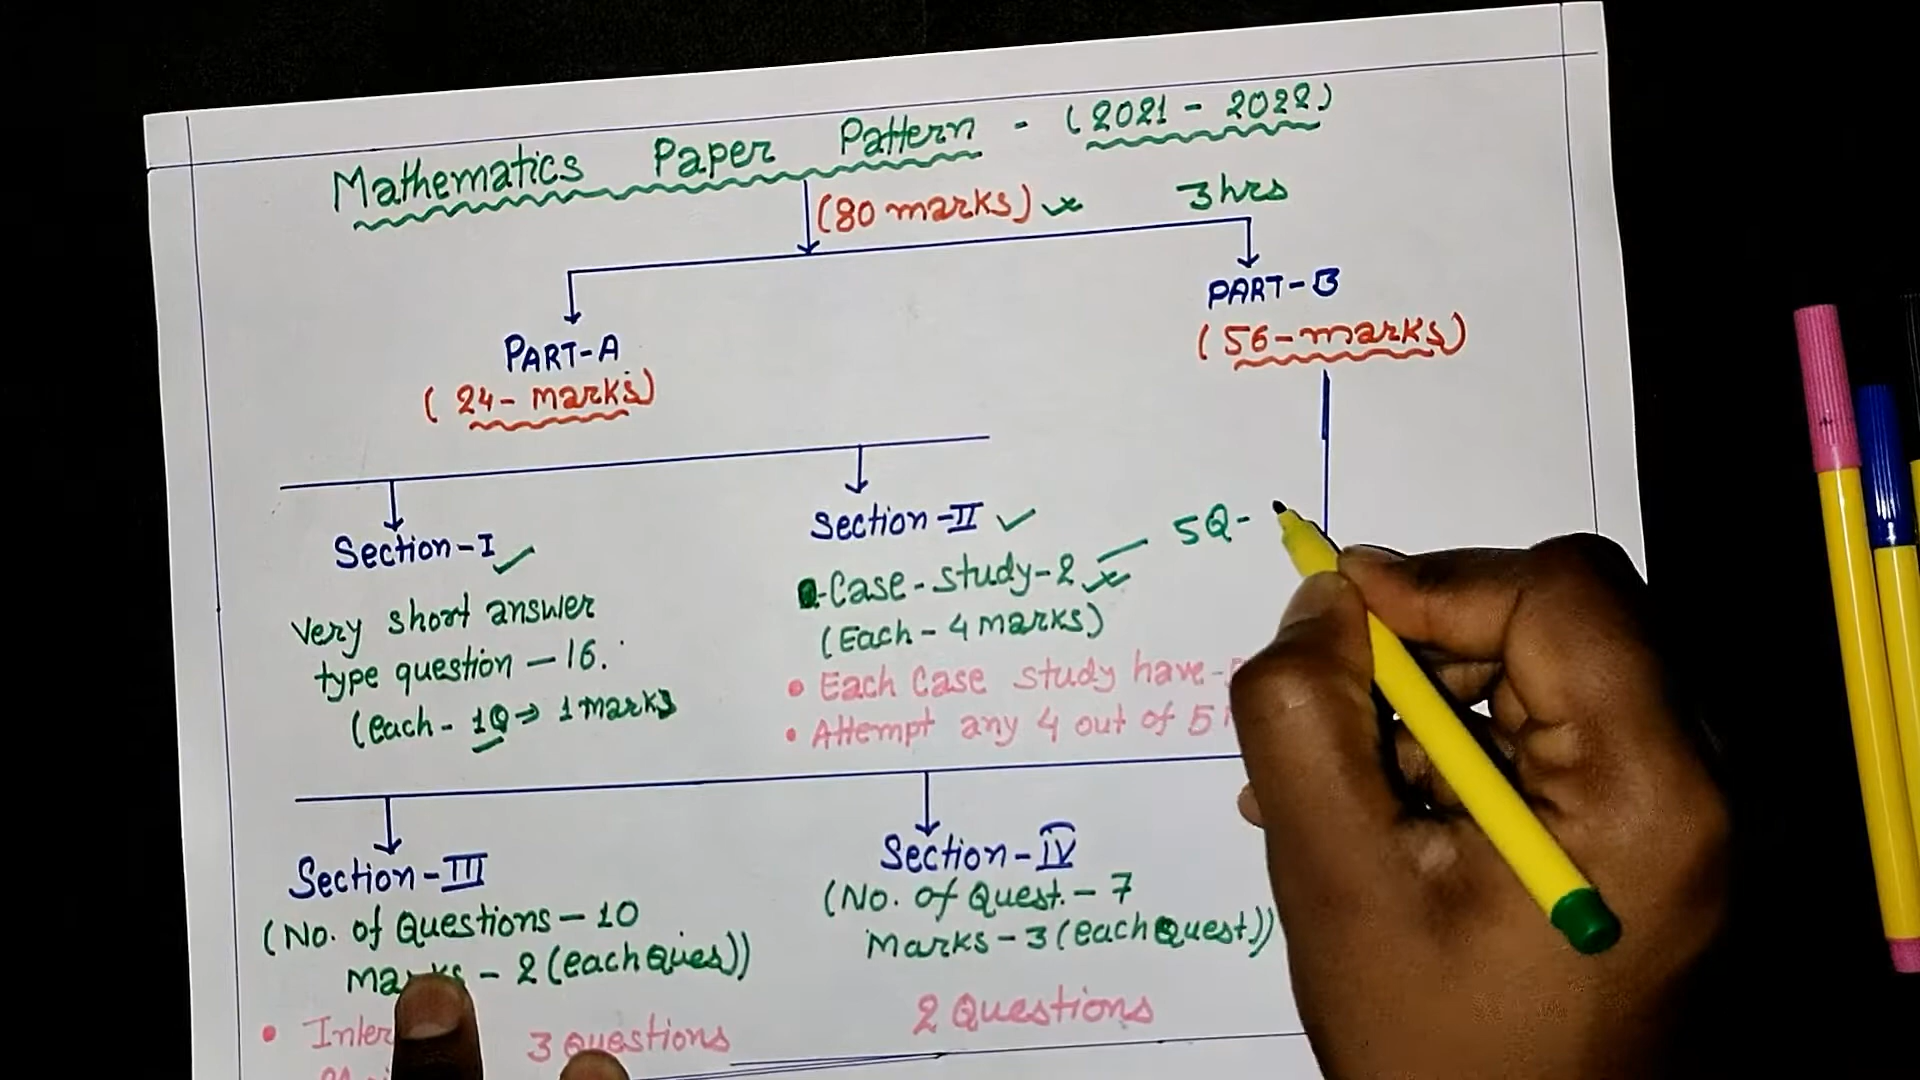 Mathematics Paper Pattern - (2021 - 2022)
(80 marks) 3hrs
PART-A
(24- marks)
PART-B
(56-marks)
Section-I
Very short answer
type question - 16.
(each - 1Q ⇒ 1 marks
Section-II
Case-study-2
5Q-
(Each - 4 marks)
• Each Case study have-
• Attempt any 4 out of 5
Section-III
(No. of Questions - 10
marks - 2 (each Ques))
• Inter
3 Questions
Section-IV
(No. of Quest. - 7
Marks - 3 (each Quest.))
2 Questions